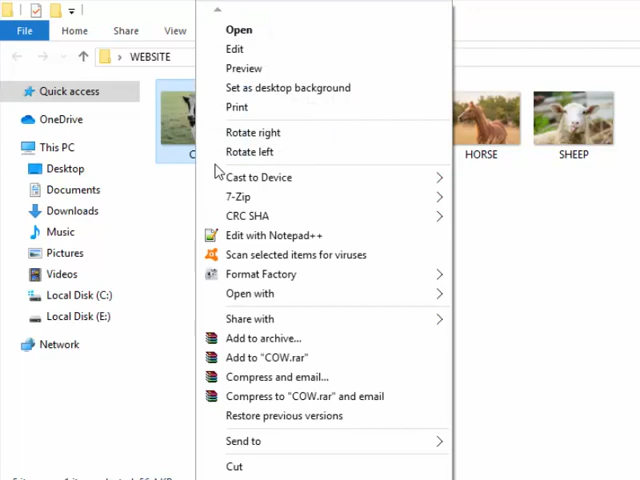 File Home Share View
WEBSITE
Quick access
OneDrive
This PC
Desktop
Documents
Downloads
Music
Pictures
Videos
Local Disk (C:)
Local Disk (E:)
Network
Open
Edit
Preview
Set as desktop background
Print
Rotate right
Rotate left
Cast to Device
7-Zip
CRC SHA
Edit with Notepad++
Scan selected items for viruses
Format Factory
Open with
Share with
Add to archive...
Add to "COW.rar"
Compress and email...
Compress to "COW.rar" and email
Restore previous versions
Send to
Cut
HORSE
SHEEP